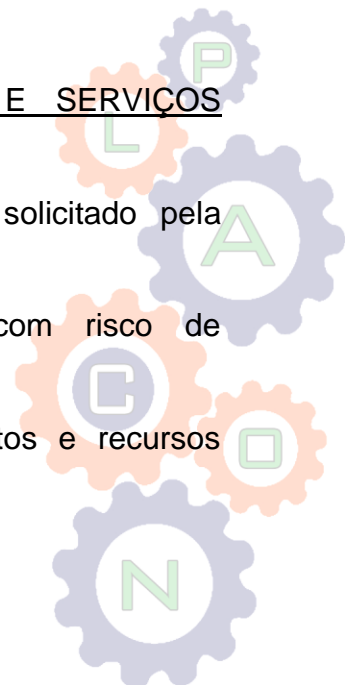 P
E SERVIÇOS
L
solicitado pela
A
com risco de
C
tos e recursos
O
N